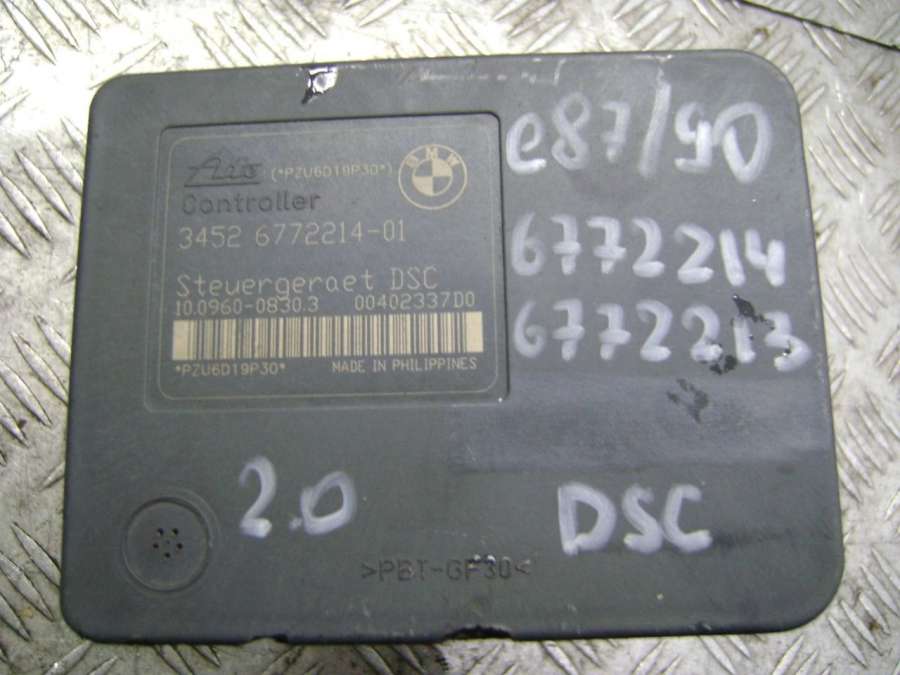 Ate (*PZU6D19P30*) BMW
Controller
3452 6772214-01
Steuergeraet DSC
10.0960-0830.3 00402337D0
*PZU6D19P30* MADE IN PHILIPPINES
e87/90
6772214
6772213
2.0
DSC
>PBT-GF30<